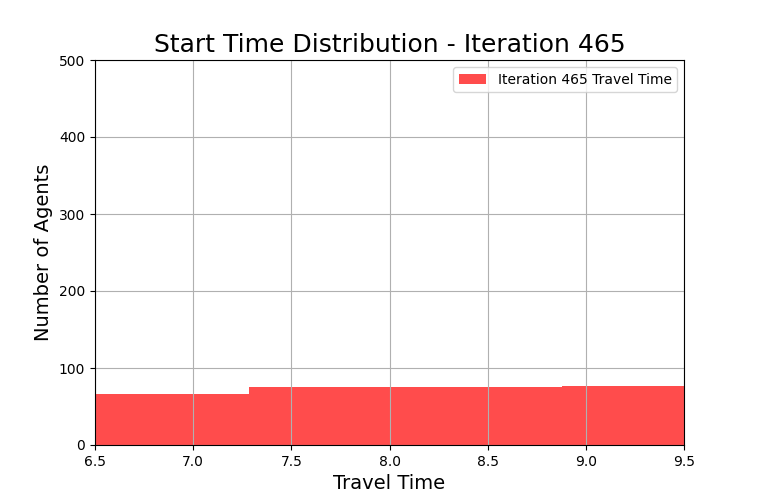 Start Time Distribution - Iteration 465
500
Iteration 465 Travel Time
400
300
200
100
0
Number of Agents
6.5 7.0 7.5 8.0 8.5 9.0 9.5
Travel Time